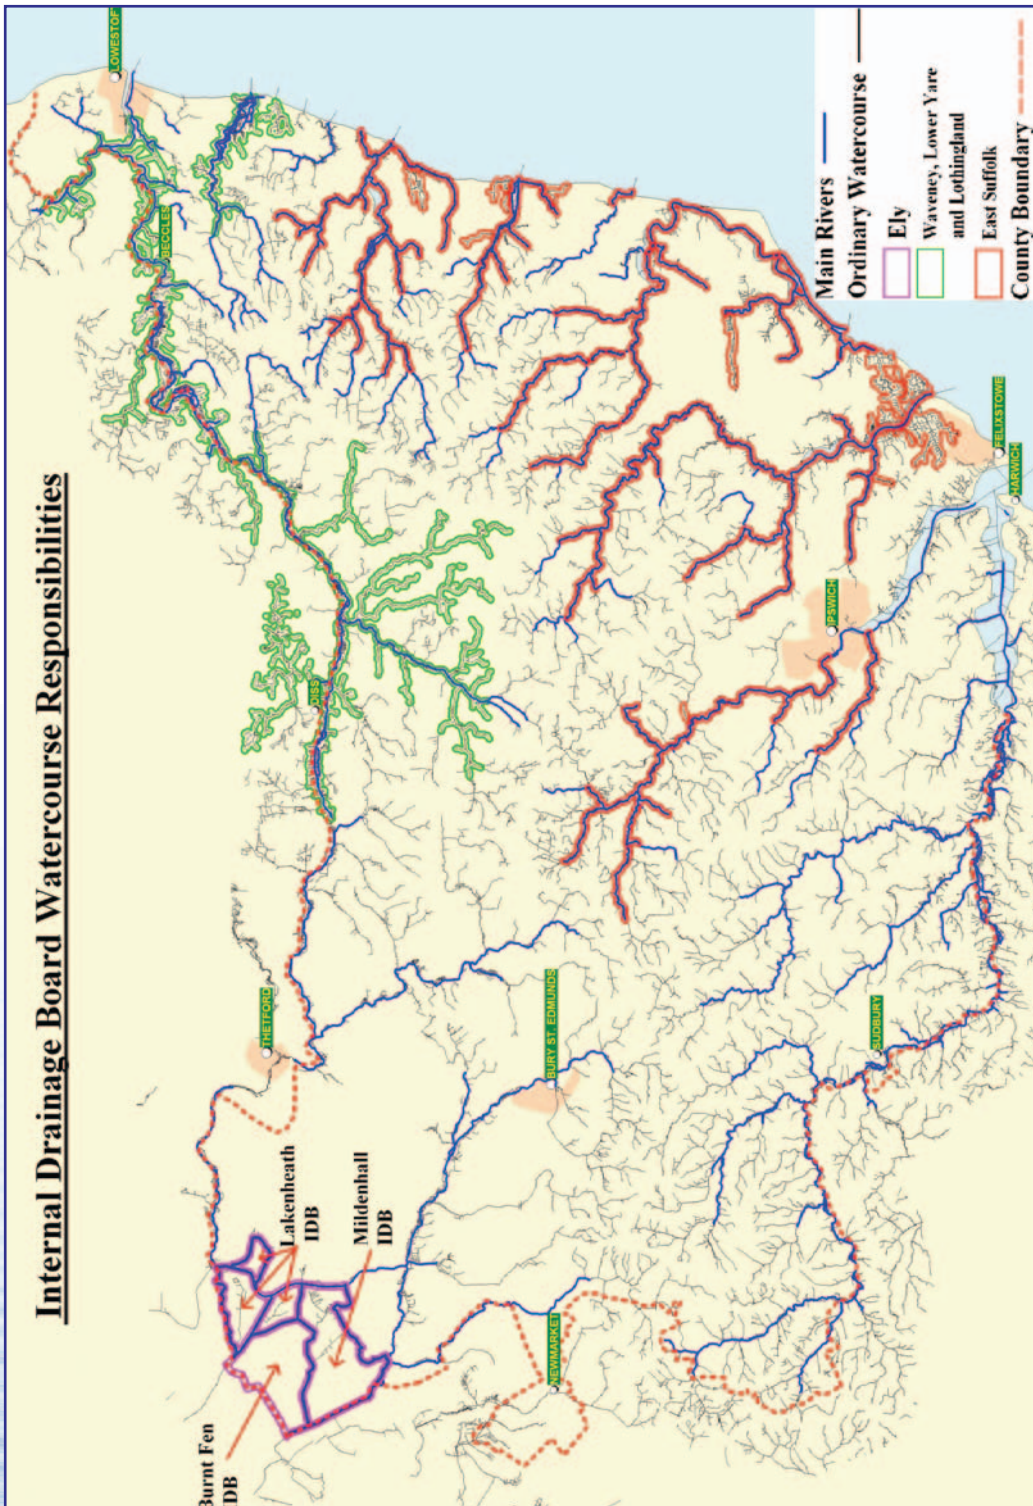 Internal Drainage Board Watercourse Responsibilities
Burnt Fen
IDB
Lakenheath
IDB
Mildenhall
IDB
THETFORD
DISS
BECCLES
LOWESTOFT
BURY ST. EDMUNDS
NEWMARKET
SUDBURY
IPSWICH
FELIXSTOWE
HARWICH
Main Rivers
Ordinary Watercourse
Ely
Waveney, Lower Yare
and Lothingland
East Suffolk
County Boundary